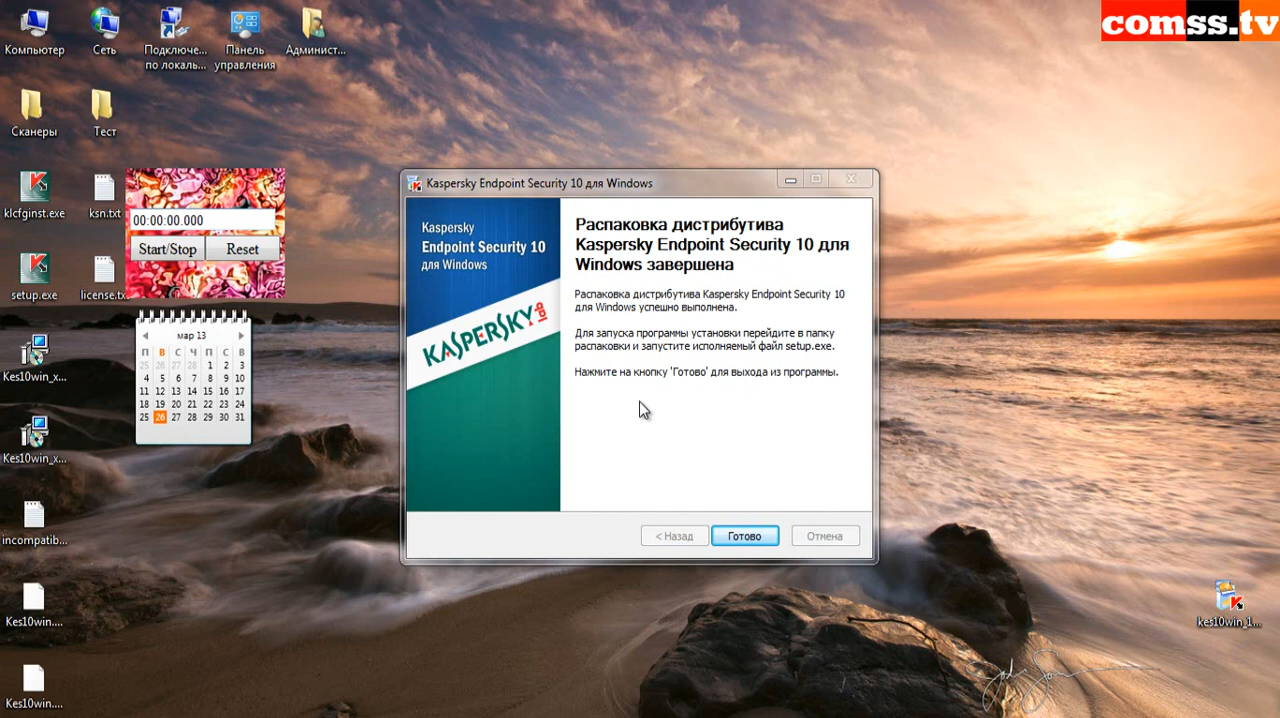 comss.tv
Компьютер
Сеть
Подключе...
по локаль...
Панель
управления
Админист...
Сканеры
Тест
klcfginst.exe
ksn.txt
setup.exe
license.tx
00:00:00.000
Start/Stop
Reset
мар 13
П В С Ч П С В
25 26 27 28 1 2 3
4 5 6 7 8 9 10
11 12 13 14 15 16 17
18 19 20 21 22 23 24
25 26 27 28 29 30 31
Kes10win_x...
Kes10win_x...
incompatib...
Kes10win....
Kes10win....
Kaspersky Endpoint Security 10 для Windows
Kaspersky
Endpoint Security 10
для Windows
KASPERSKY lab
Распаковка дистрибутива
Kaspersky Endpoint Security 10 для
Windows завершена
Распаковка дистрибутива Kaspersky Endpoint Security 10
для Windows успешно выполнена.
Для запуска программы установки перейдите в папку
распаковки и запустите исполняемый файл setup.exe.
Нажмите на кнопку 'Готово' для выхода из программы.
< Назад
Готово
Отмена
kes10win_1...